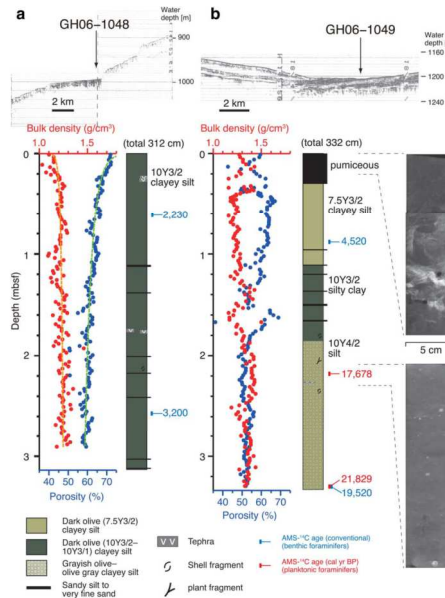 a
GH06-1048
Water
depth [m]
900
1000
2 km
b
GH06-1049
Water
depth [m]
1160
1200
1240
2 km
Bulk density (g/cm³)
1.0 1.5
(total 312 cm)
0
1
2
3
Depth (mbsf)
10Y3/2
clayey silt
2,230
3,200
40 50 60 70
Porosity (%)
Bulk density (g/cm³)
1.0 1.5
(total 332 cm)
0
1
2
3
pumiceous
7.5Y3/2
clayey silt
4,520
10Y3/2
silty clay
10Y4/2
silt
17,678
21,829
19,520
40 50 60 70
Porosity (%)
5 cm
Dark olive (7.5Y3/2)
clayey silt
Dark olive (10Y3/2–
10Y3/1) clayey silt
Grayish olive–
olive gray clayey silt
Sandy silt to
very fine sand
Tephra
Shell fragment
plant fragment
AMS-¹⁴C age (conventional)
(benthic foraminifers)
AMS-¹⁴C age (cal yr BP)
(planktonic foraminifers)